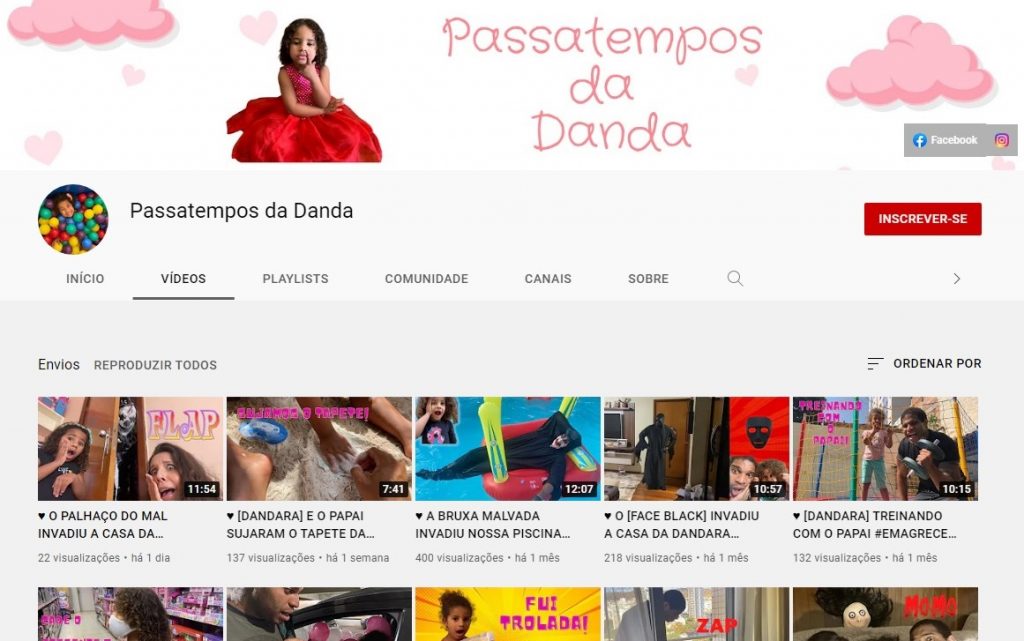 Passatempos
da
Danda
Facebook
Passatempos da Danda
INSCREVER-SE
INÍCIO VÍDEOS PLAYLISTS COMUNIDADE CANAIS SOBRE
Envios REPRODUZIR TODOS
ORDENAR POR
FLAP
11:54
SUJAMOS O TAPETE!
7:41
12:07
10:57
TREINANDO
COM
O
PAPAI!
10:15
♥ O PALHAÇO DO MAL
INVADIU A CASA DA...
22 visualizações • há 1 dia
♥ [DANDARA] E O PAPAI
SUJARAM O TAPETE DA...
137 visualizações • há 1 semana
♥ A BRUXA MALVADA
INVADIU NOSSA PISCINA...
400 visualizações • há 1 mês
♥ O [FACE BLACK] INVADIU
A CASA DA DANDARA...
218 visualizações • há 1 mês
♥ [DANDARA] TREINANDO
COM O PAPAI #EMAGRECE...
132 visualizações • há 1 mês
FUI
TROLADA!
ZAP
MOMO